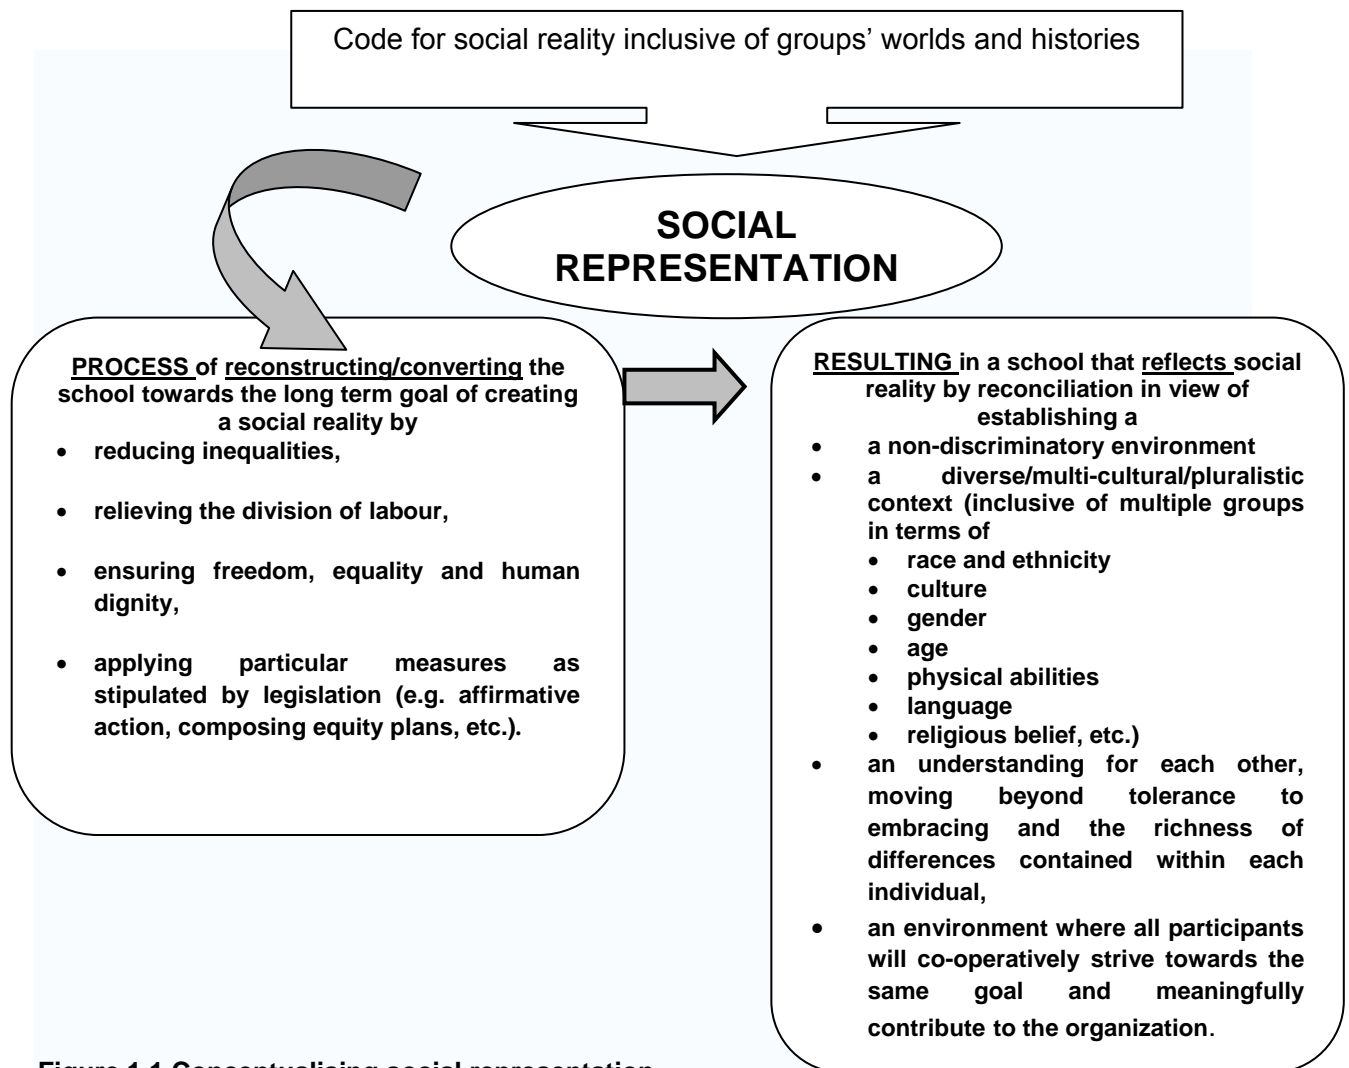 Code for social reality inclusive of groups’ worlds and histories
SOCIAL
REPRESENTATION
PROCESS of reconstructing/converting the
school towards the long term goal of creating
a social reality by
• reducing inequalities,
• relieving the division of labour,
• ensuring freedom, equality and human
dignity,
• applying particular measures as
stipulated by legislation (e.g. affirmative
action, composing equity plans, etc.).
RESULTING in a school that reflects social
reality by reconciliation in view of
establishing a
• a non-discriminatory environment
• a diverse/multi-cultural/pluralistic
context (inclusive of multiple groups
in terms of
• race and ethnicity
• culture
• gender
• age
• physical abilities
• language
• religious belief, etc.)
• an understanding for each other,
moving beyond tolerance to
embracing and the richness of
differences contained within each
individual,
• an environment where all participants
will co-operatively strive towards the
same goal and meaningfully
contribute to the organization.
Figure 1.1 Conceptualising social representation